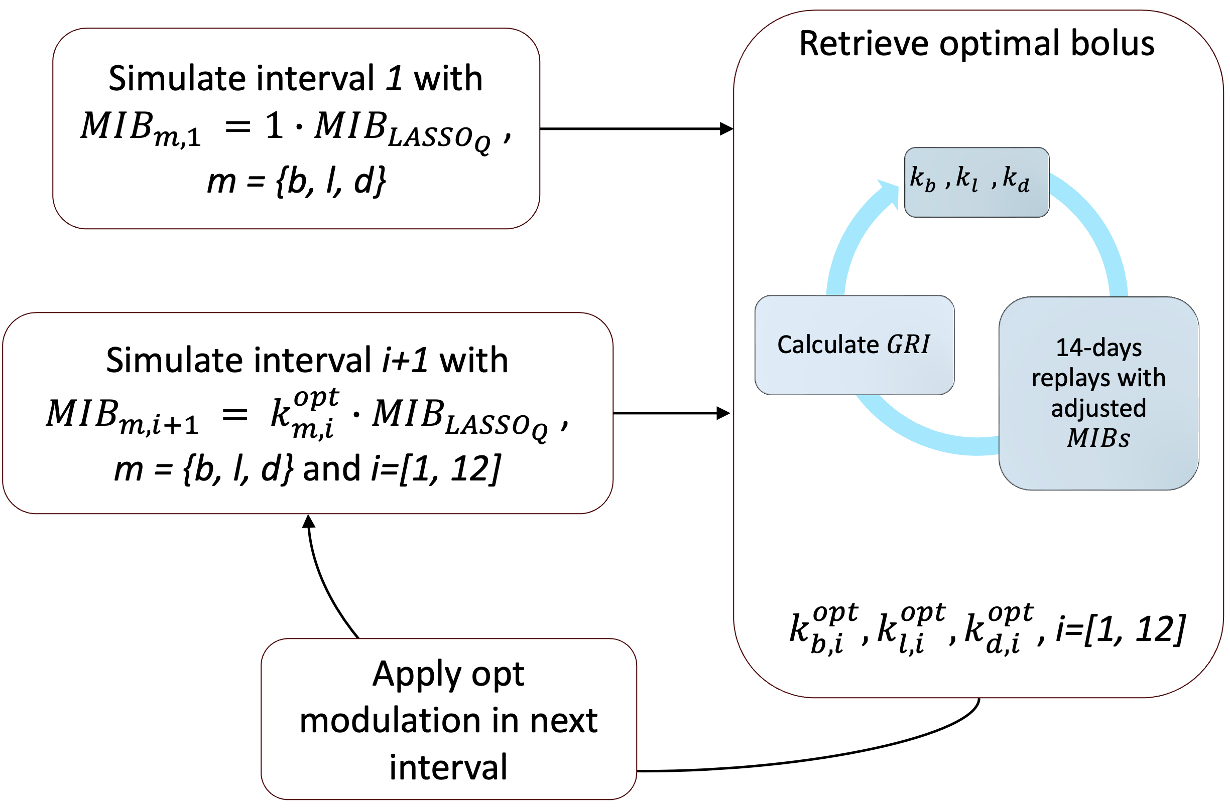 Simulate interval 1 with
MIB_{m,1} = 1 · MIB_{LASSO_Q} ,
m = {b, l, d}
Simulate interval i+1 with
MIB_{m,i+1} = k_{m,i}^{opt} · MIB_{LASSO_Q} ,
m = {b, l, d} and i=[1, 12]
Apply opt
modulation in next
interval
Retrieve optimal bolus
k_b , k_l , k_d
14-days
replays with
adjusted
MIBs
Calculate GRI
k_{b,i}^{opt}, k_{l,i}^{opt}, k_{d,i}^{opt}, i=[1, 12]